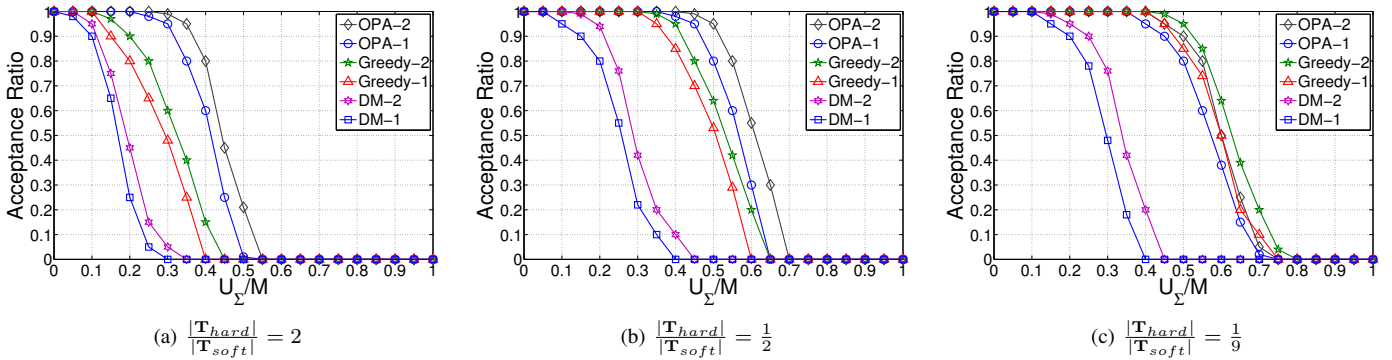 Acceptance Ratio
1
0.9
0.8
0.7
0.6
0.5
0.4
0.3
0.2
0.1
0
OPA−2
OPA−1
Greedy−2
Greedy−1
DM−2
DM−1
0 0.1 0.2 0.3 0.4 0.5 0.6 0.7 0.8 0.9 1
U_Σ/M
(a) |T_hard| / |T_soft| = 2
Acceptance Ratio
1
0.9
0.8
0.7
0.6
0.5
0.4
0.3
0.2
0.1
0
OPA−2
OPA−1
Greedy−2
Greedy−1
DM−2
DM−1
0 0.1 0.2 0.3 0.4 0.5 0.6 0.7 0.8 0.9 1
U_Σ/M
(b) |T_hard| / |T_soft| = 1/2
Acceptance Ratio
1
0.9
0.8
0.7
0.6
0.5
0.4
0.3
0.2
0.1
0
OPA−2
OPA−1
Greedy−2
Greedy−1
DM−2
DM−1
0 0.1 0.2 0.3 0.4 0.5 0.6 0.7 0.8 0.9 1
U_Σ/M
(c) |T_hard| / |T_soft| = 1/9